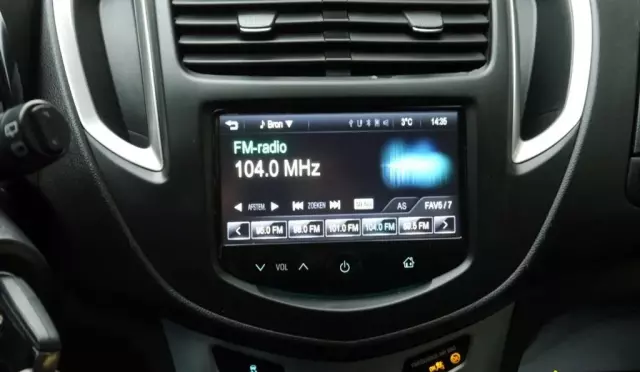 Bron 3°C 14:35
FM-radio
104.0 MHz
AFSTEM. ZOEKEN AS FAV5 / 7
98.0 FM 101.0 FM 104.0 FM
VOL